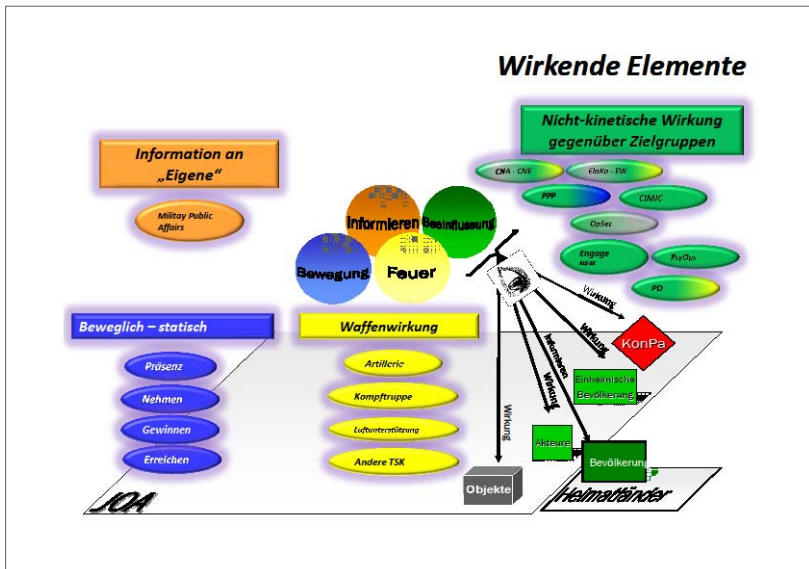 Wirkende Elemente
Nicht-kinetische Wirkung
gegenüber Zielgruppen
Information an
„Eigene“
Militay Public
Affairs
CNA - CNE
EloKa - EW
PPP
CIMIC
OpSec
Engage
PsyOps
PD
Informieren
Beeinflussung
Bewegung
Feuer
Beweglich – statisch
Präsenz
Nehmen
Gewinnen
Erreichen
Waffenwirkung
Artillerie
Kampftruppe
Luftunterstützung
Andere TSK
Wirkung
Wirkung
Informieren
Wirkung
Wirkung
KonPa
Einheimische
Bevölkerung
Akteure
Bevölkerung
Objekte
Heimatländer
JOA